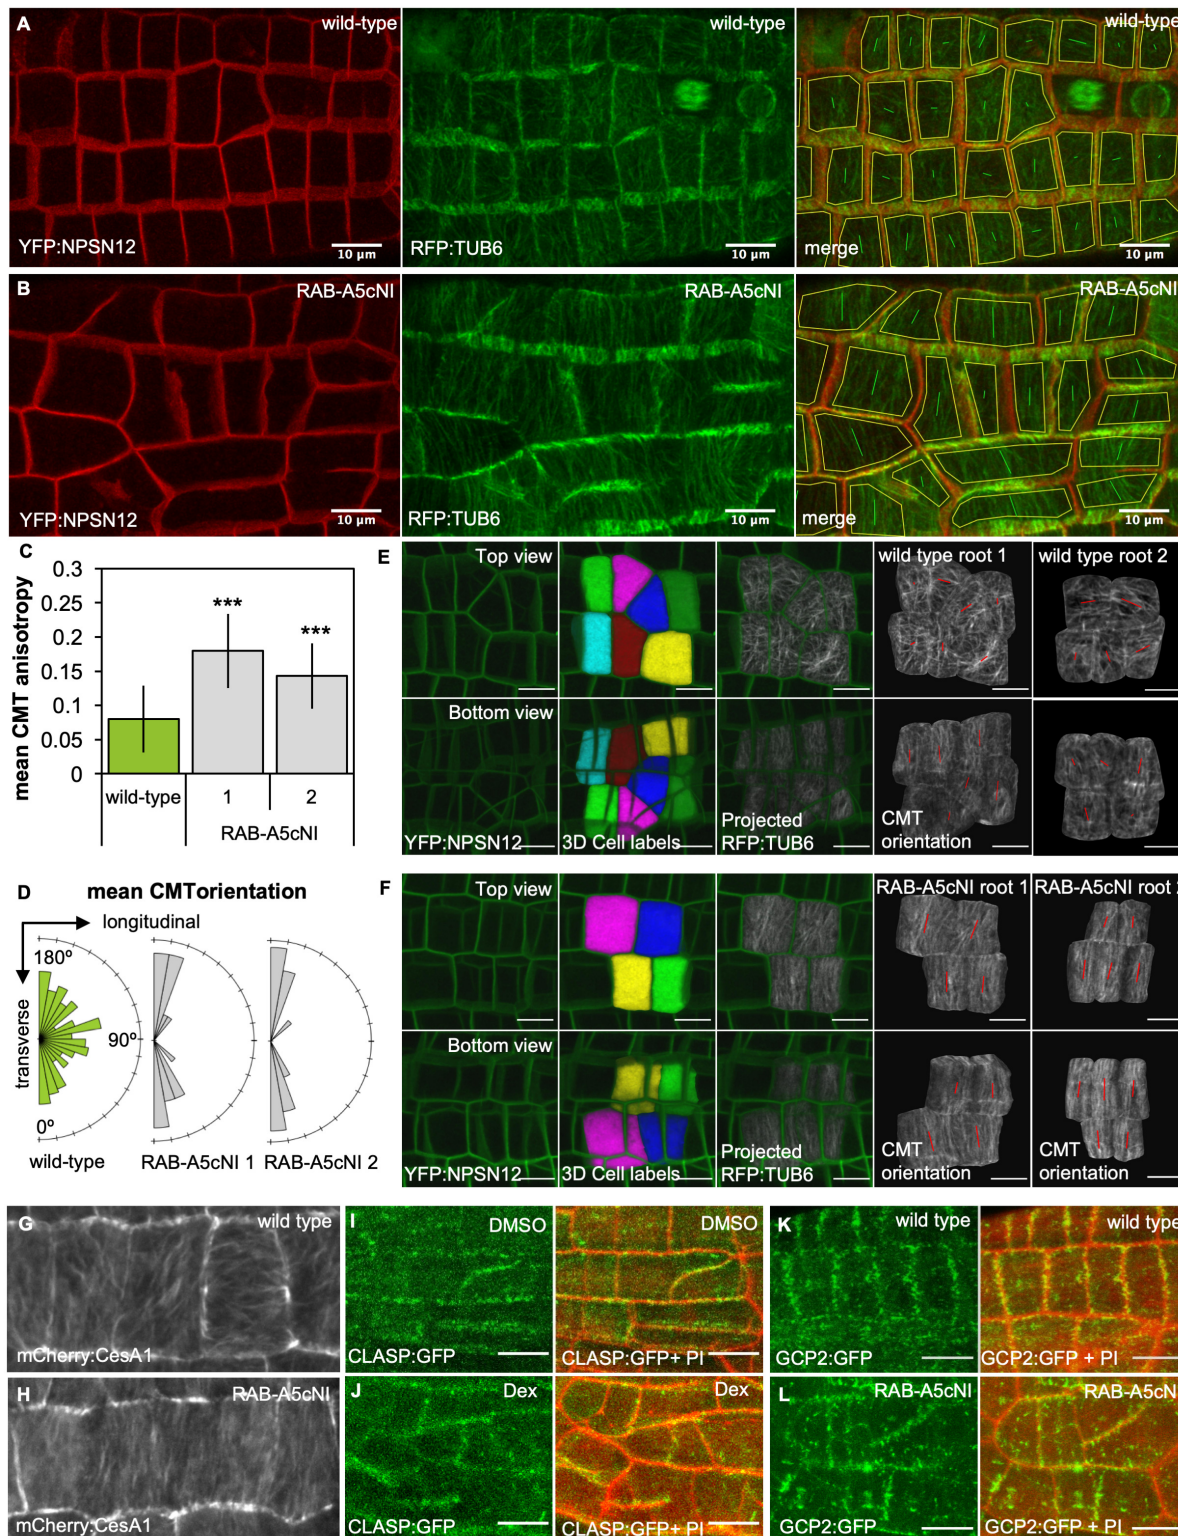 A
wild-type
YFP:NPSN12
10 µm
wild-type
RFP:TUB6
10 µm
wild-type
merge
10 µm
B
RAB-A5cNI
YFP:NPSN12
10 µm
RAB-A5cNI
RFP:TUB6
10 µm
RAB-A5cNI
merge
10 µm
C
mean CMT anisotropy
0.3
0.25
0.2
0.15
0.1
0.05
0
***
***
wild-type
1
2
RAB-A5cNI
D
mean CMTorientation
longitudinal
transverse
180º
90º
0º
wild-type
RAB-A5cNI 1
RAB-A5cNI 2
E
Top view
wild type root 1
wild type root 2
Bottom view
YFP:NPSN12
3D Cell labels
Projected
RFP:TUB6
CMT
orientation
F
Top view
RAB-A5cNI root 1
RAB-A5cNI root 2
Bottom view
YFP:NPSN12
3D Cell labels
Projected
RFP:TUB6
CMT
orientation
CMT
orientation
G
wild type
mCherry:CesA1
H
RAB-A5cNI
mCherry:CesA1
I
DMSO
CLASP:GFP
DMSO
CLASP:GFP+ PI
J
Dex
CLASP:GFP
Dex
CLASP:GFP+ PI
K
wild type
GCP2:GFP
wild type
GCP2:GFP + PI
L
RAB-A5cNI
GCP2:GFP
RAB-A5cNI
GCP2:GFP + PI